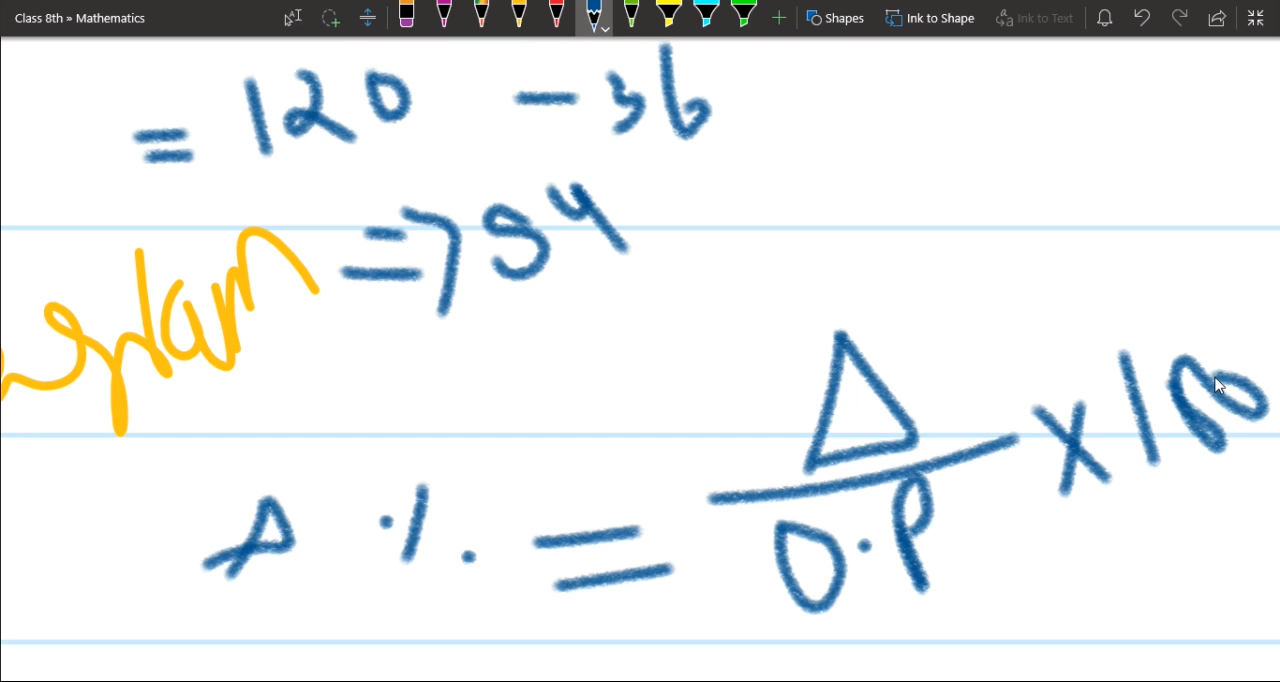 Class 8th » Mathematics Shapes Ink to Shape Ink to Text
= 120 - 36
=> 84
Δ % = Δ / O.P × 100